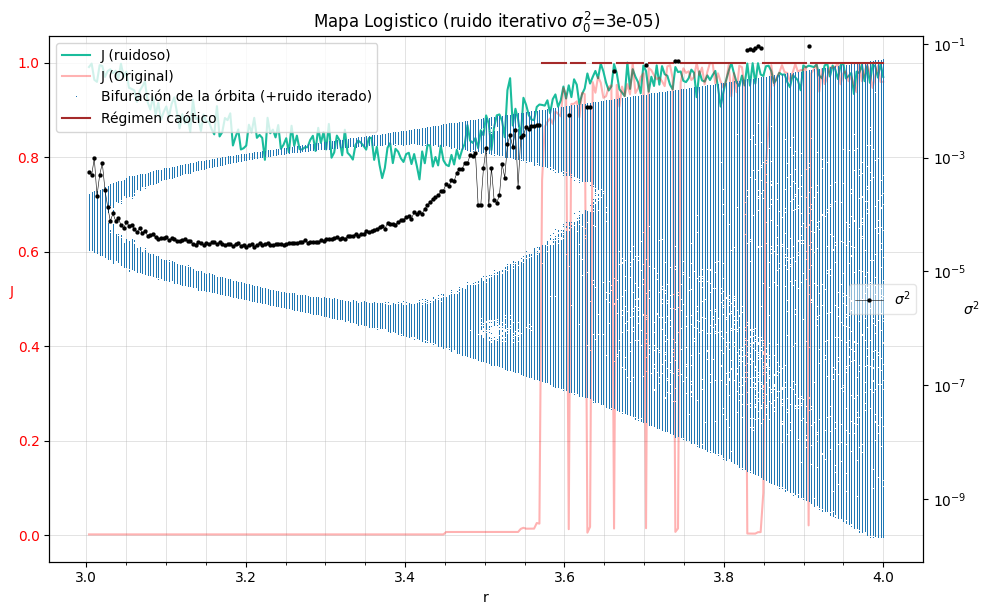 Mapa Logistico (ruido iterativo σ₀²=3e-05)
J (ruidoso)
J (Original)
Bifuración de la órbita (+ruido iterado)
Régimen caótico
1.0
0.8
0.6
0.4
0.2
0.0
J
10⁻¹
10⁻³
10⁻⁵
10⁻⁷
10⁻⁹
σ²
σ²
3.0 3.2 3.4 3.6 3.8 4.0
r